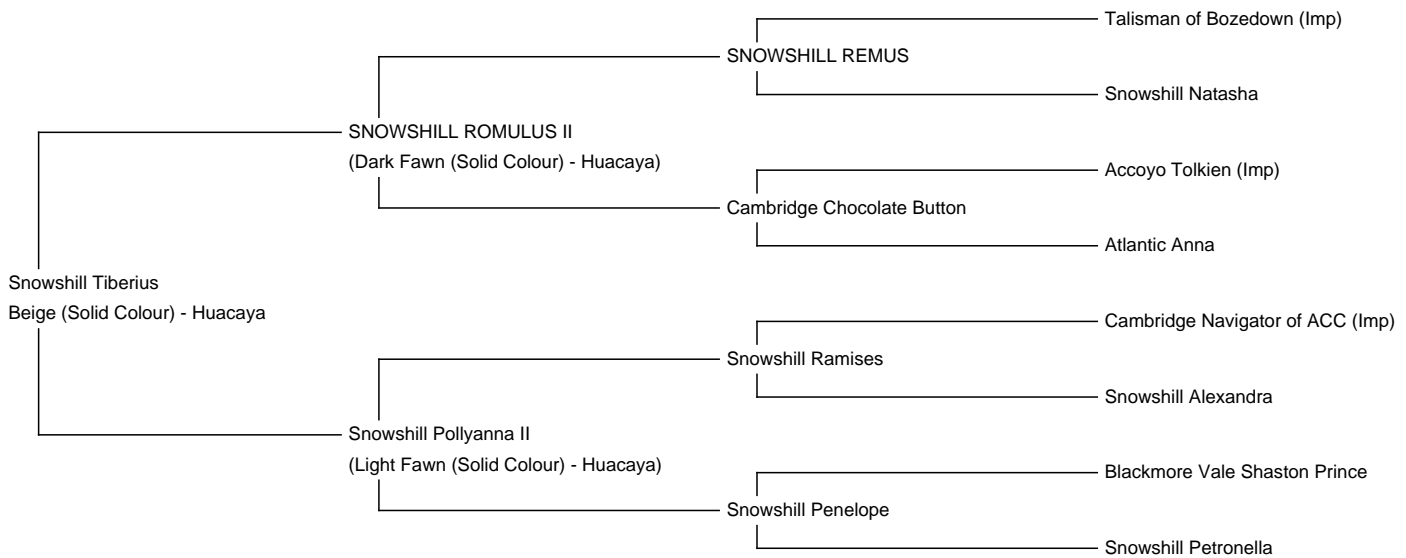 Talisman of Bozedown (Imp)
SNOWSHILL REMUS
Snowshill Natasha
SNOWSHILL ROMULUS II
(Dark Fawn (Solid Colour) - Huacaya)
Accoyo Tolkien (Imp)
Cambridge Chocolate Button
Atlantic Anna
Snowshill Tiberius
Beige (Solid Colour) - Huacaya
Cambridge Navigator of ACC (Imp)
Snowshill Ramises
Snowshill Alexandra
Snowshill Pollyanna II
(Light Fawn (Solid Colour) - Huacaya)
Blackmore Vale Shaston Prince
Snowshill Penelope
Snowshill Petronella